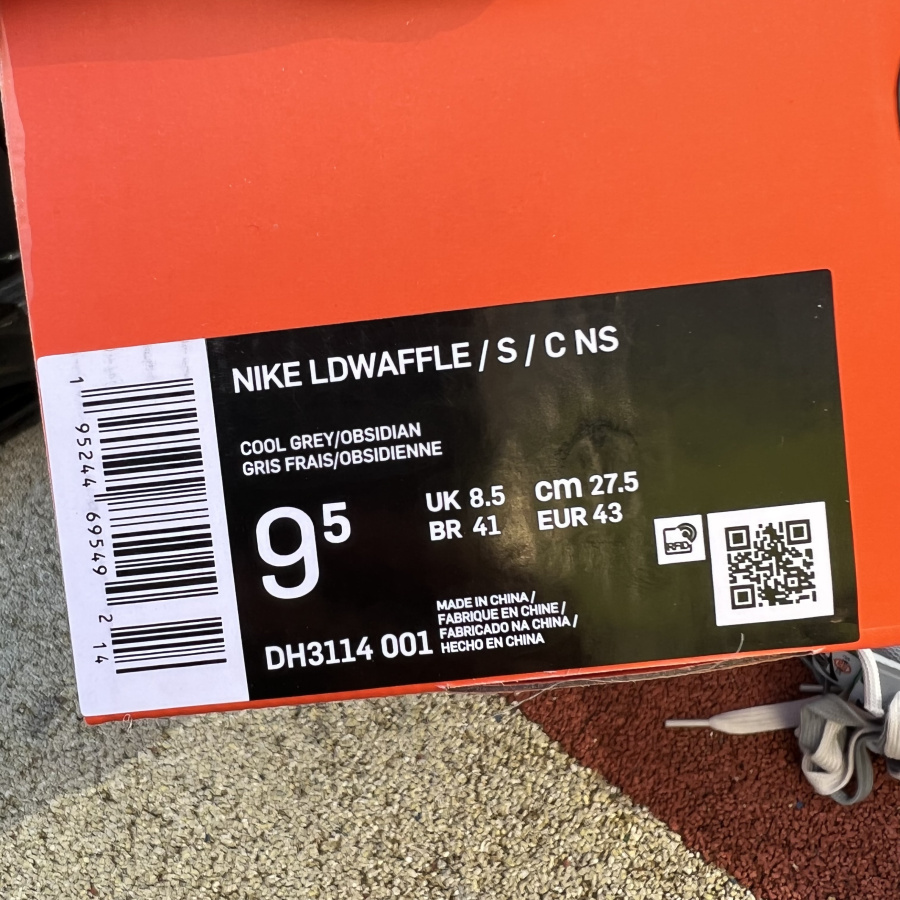 NIKE LDWAFFLE / S / C NS
COOL GREY/OBSIDIAN
GRIS FRAIS/OBSIDIENNE
9⁵
UK 8.5
cm 27.5
BR 41
EUR 43
RFID
MADE IN CHINA /
FABRIQUE EN CHINE /
FABRICADO NA CHINA /
HECHO EN CHINA
DH3114 001
1 95244 69549 2 14